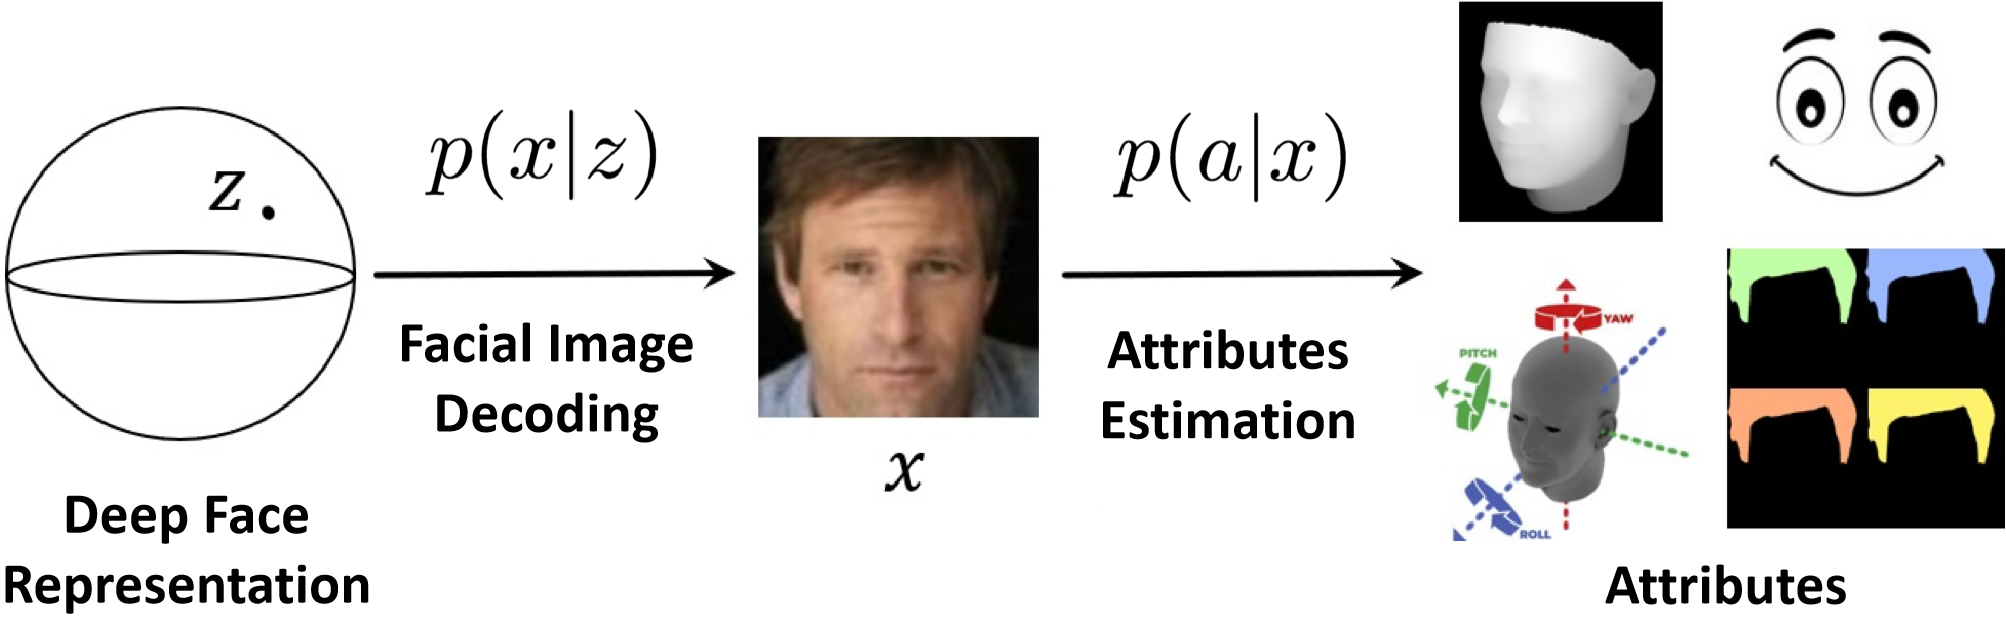 z
p(x|z)
Facial Image
Decoding
Deep Face
Representation
x
p(a|x)
Attributes
Estimation
YAW
PITCH
ROLL
Attributes